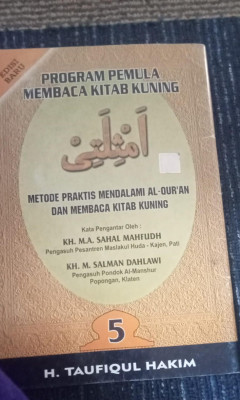 EDISI
BARU
PROGRAM PEMULA
MEMBACA KITAB KUNING
اَمْثِلَتِيْ
METODE PRAKTIS MENDALAMI AL-QUR'AN
DAN MEMBACA KITAB KUNING
Kata Pengantar Oleh :
KH. M.A. SAHAL MAHFUDH
Pengasuh Pesantren Maslakul Huda - Kajen, Pati
KH. M. SALMAN DAHLAWI
Pengasuh Pondok Al-Manshur
Popongan, Klaten
5
H. TAUFIQUL HAKIM